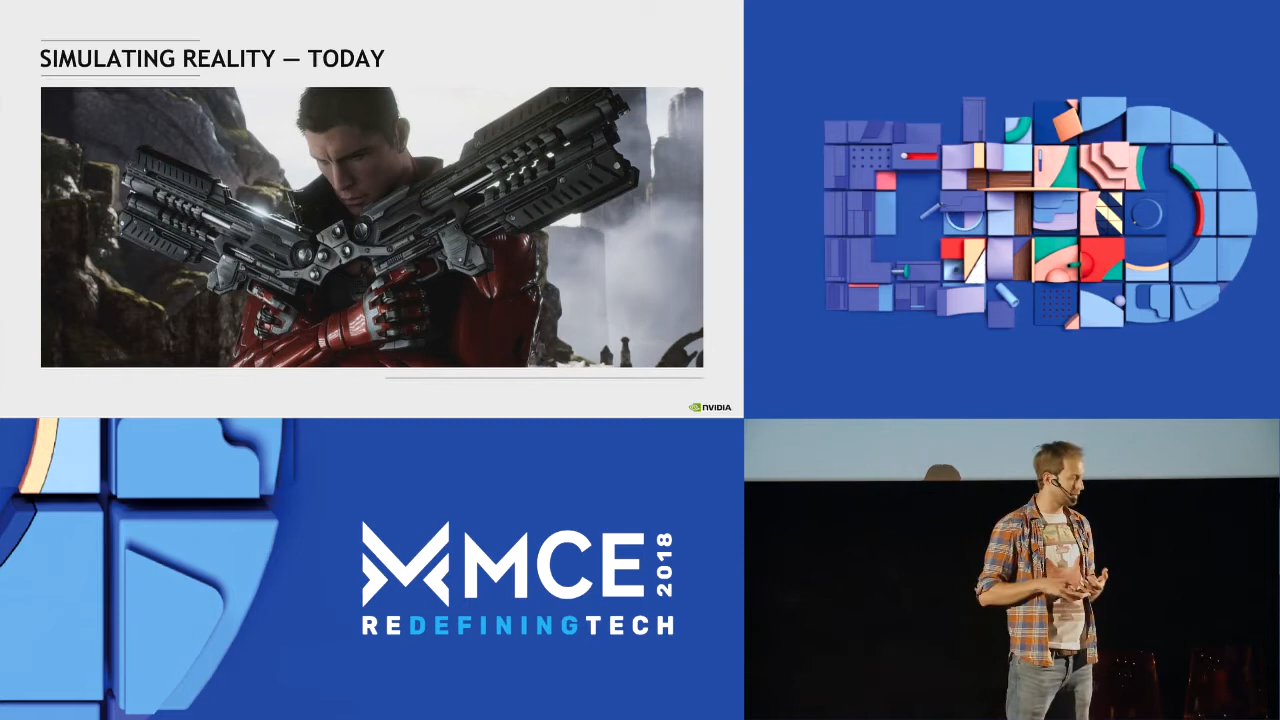 SIMULATING REALITY — TODAY
NVIDIA
MCE 2018
REDEFININGTECH